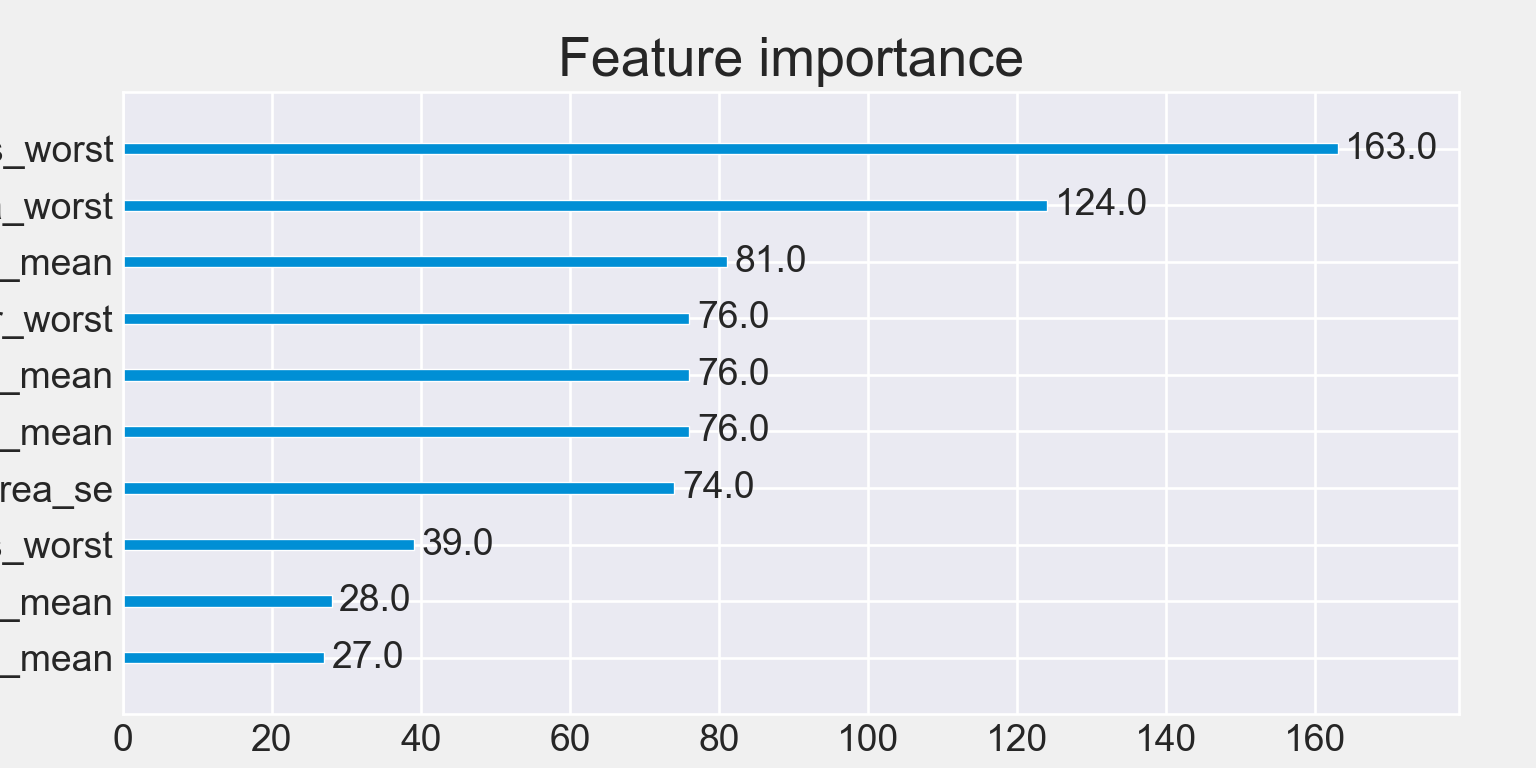 Feature importance
s_worst 163.0
_worst 124.0
_mean 81.0
r_worst 76.0
_mean 76.0
_mean 76.0
rea_se 74.0
s_worst 39.0
_mean 28.0
_mean 27.0
0 20 40 60 80 100 120 140 160